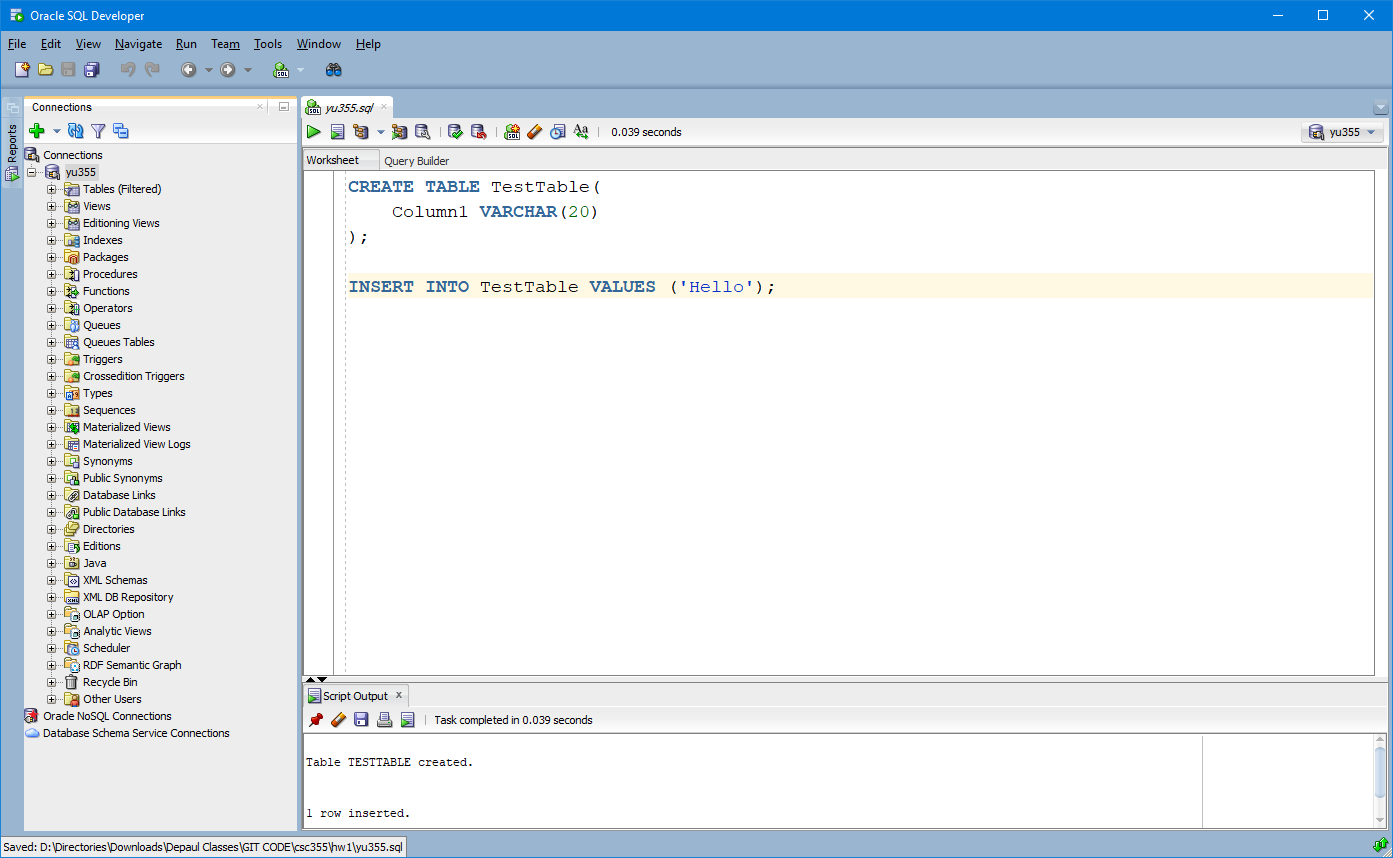 Oracle SQL Developer
File Edit View Navigate Run Team Tools Window Help
Reports
Connections
Connections
yu355
Tables (Filtered)
Views
Editioning Views
Indexes
Packages
Procedures
Functions
Operators
Queues
Queues Tables
Triggers
Crossedition Triggers
Types
Sequences
Materialized Views
Materialized View Logs
Synonyms
Public Synonyms
Database Links
Public Database Links
Directories
Editions
Java
XML Schemas
XML DB Repository
OLAP Option
Analytic Views
Scheduler
RDF Semantic Graph
Recycle Bin
Other Users
Oracle NoSQL Connections
Database Schema Service Connections
yu355.sql
0.039 seconds
yu355
Worksheet Query Builder
CREATE TABLE TestTable(
Column1 VARCHAR(20)
);
INSERT INTO TestTable VALUES ('Hello');
Script Output
Task completed in 0.039 seconds
Table TESTTABLE created.
1 row inserted.
Saved: D:\Directories\Downloads\Depaul Classes\GIT CODE\csc355\hw1\yu355.sql